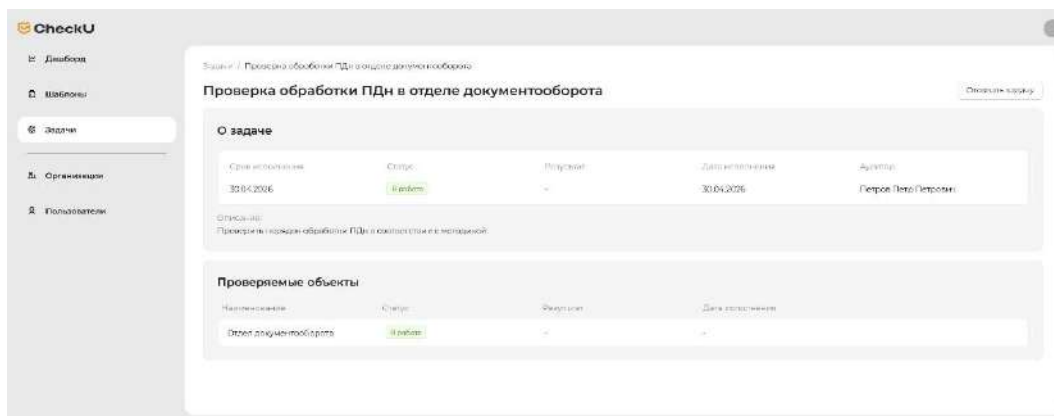 CheckU
Дашборд
Шаблоны
Задачи
Организации
Пользователи
Задачи / Проверка обработки ПДн в отделе документооборота
Проверка обработки ПДн в отделе документооборота
Отозвать задачу
О задаче
Срок исполнения Статус Результат Дата исполнения Аудитор
30.04.2026 В работе - 30.04.2026 Петров Петр Петрович
Описание
Проверить порядок обработки ПДн в соответствии с методикой.
Проверяемые объекты
Наименование Статус Результат Дата исполнения
Отдел документооборота В работе - -